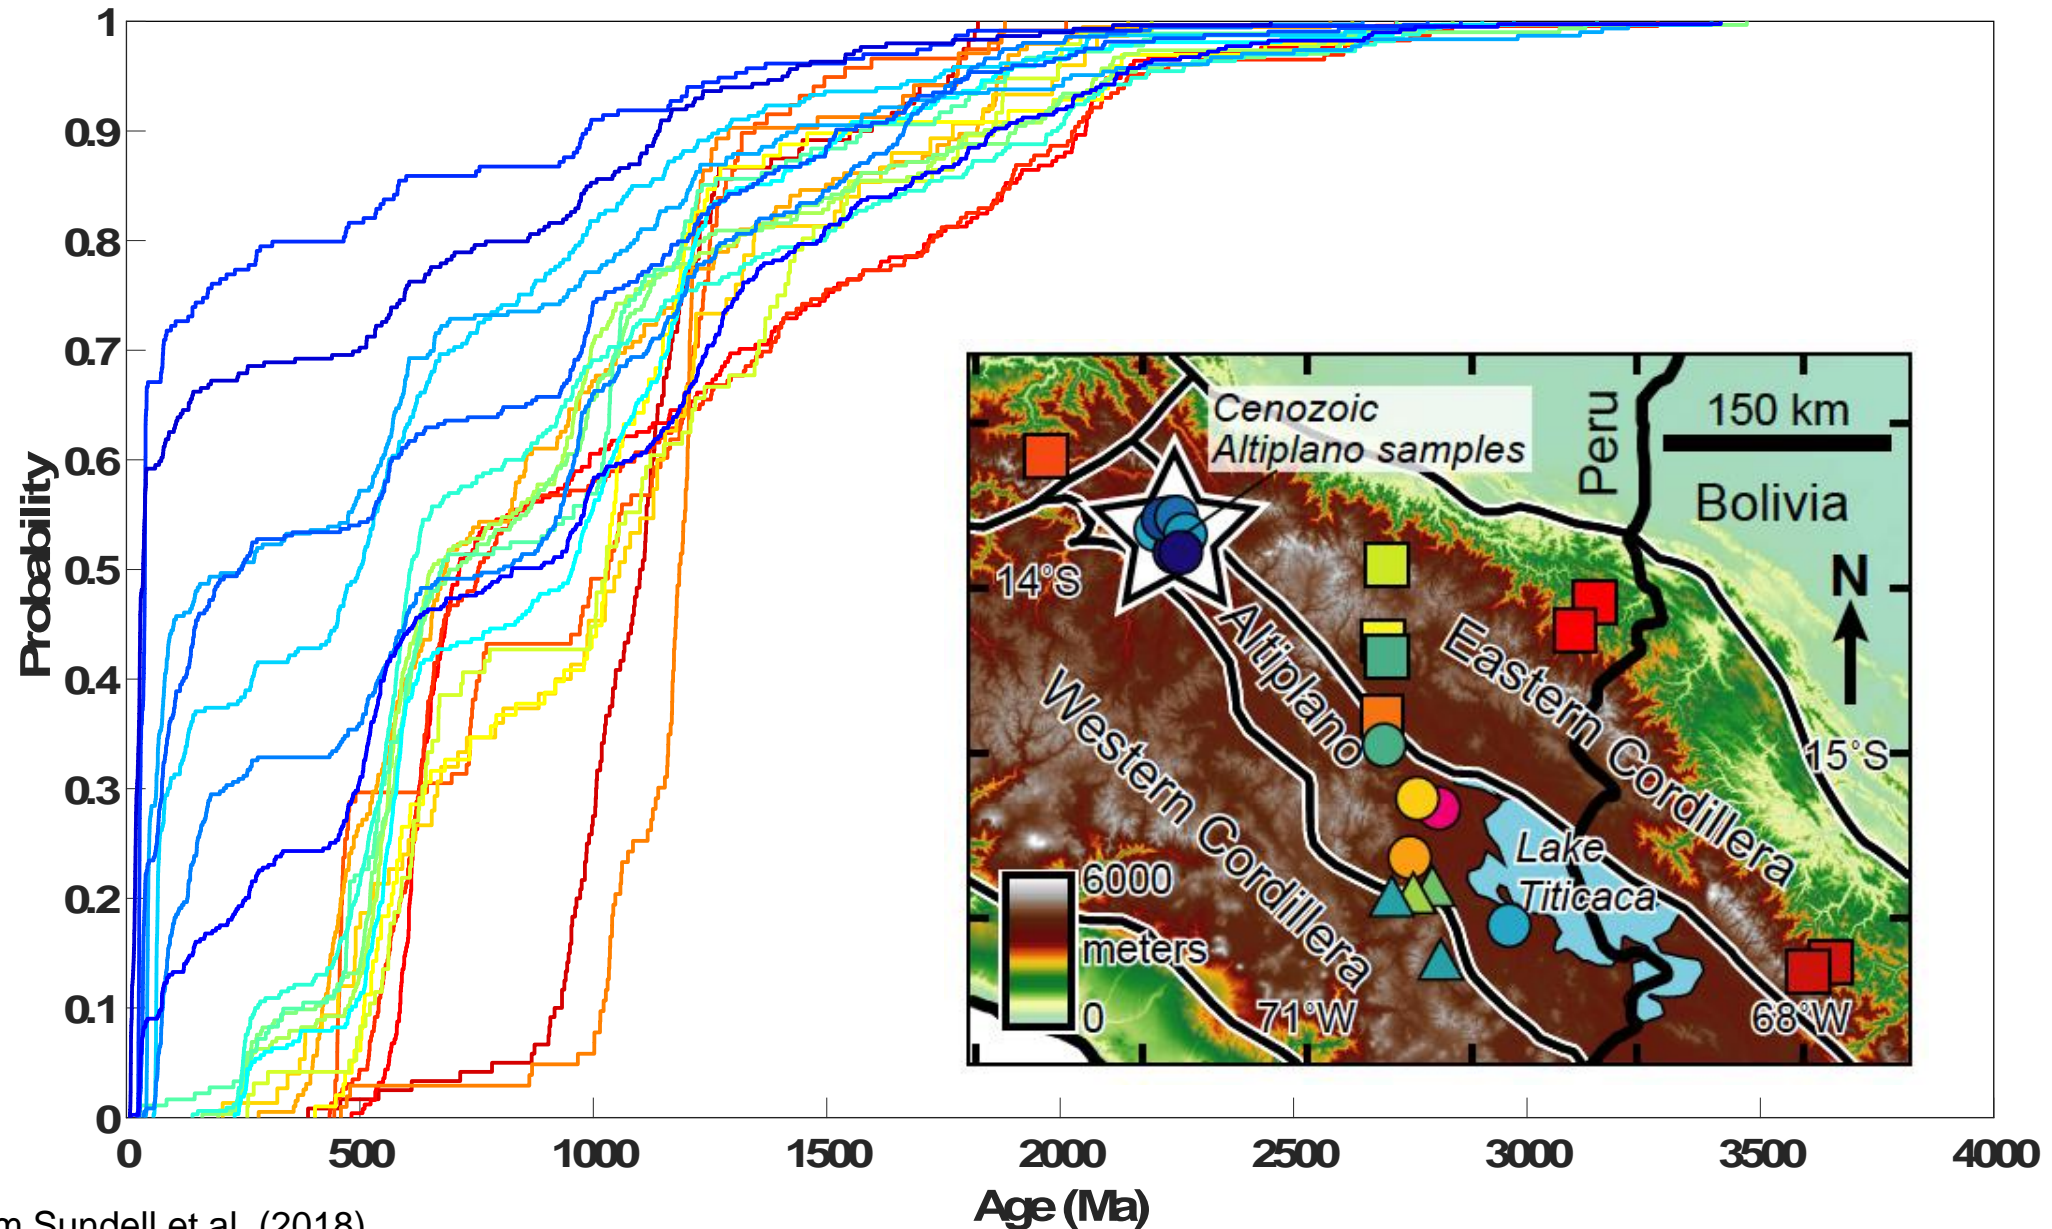 1
0.9
0.8
0.7
0.6
0.5
0.4
0.3
0.2
0.1
0
Probability
0
500
1000
1500
2000
2500
3000
3500
4000
Age (Ma)
Cenozoic
Altiplano samples
Peru
150 km
Bolivia
N
14°S
Altiplano
Eastern Cordillera
Western Cordillera
15°S
Lake
Titicaca
6000
meters
0
71°W
68°W
Sundell et al. (2018)